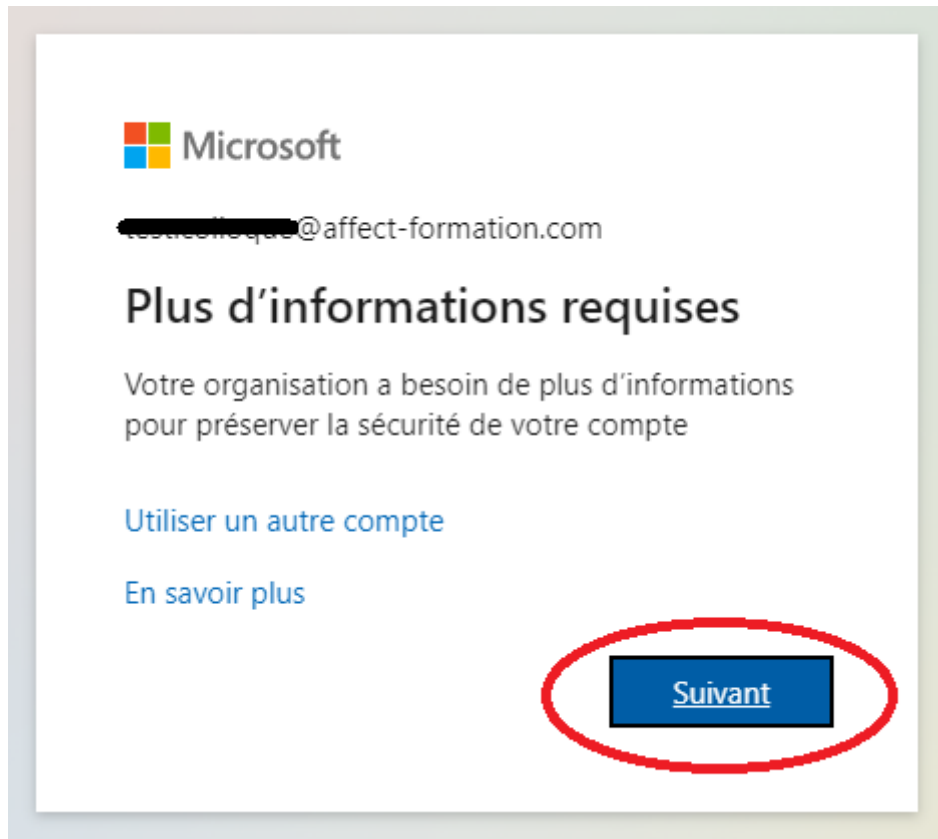 Microsoft
@affect-formation.com
Plus d’informations requises
Votre organisation a besoin de plus d’informations
pour préserver la sécurité de votre compte
Utiliser un autre compte
En savoir plus
Suivant